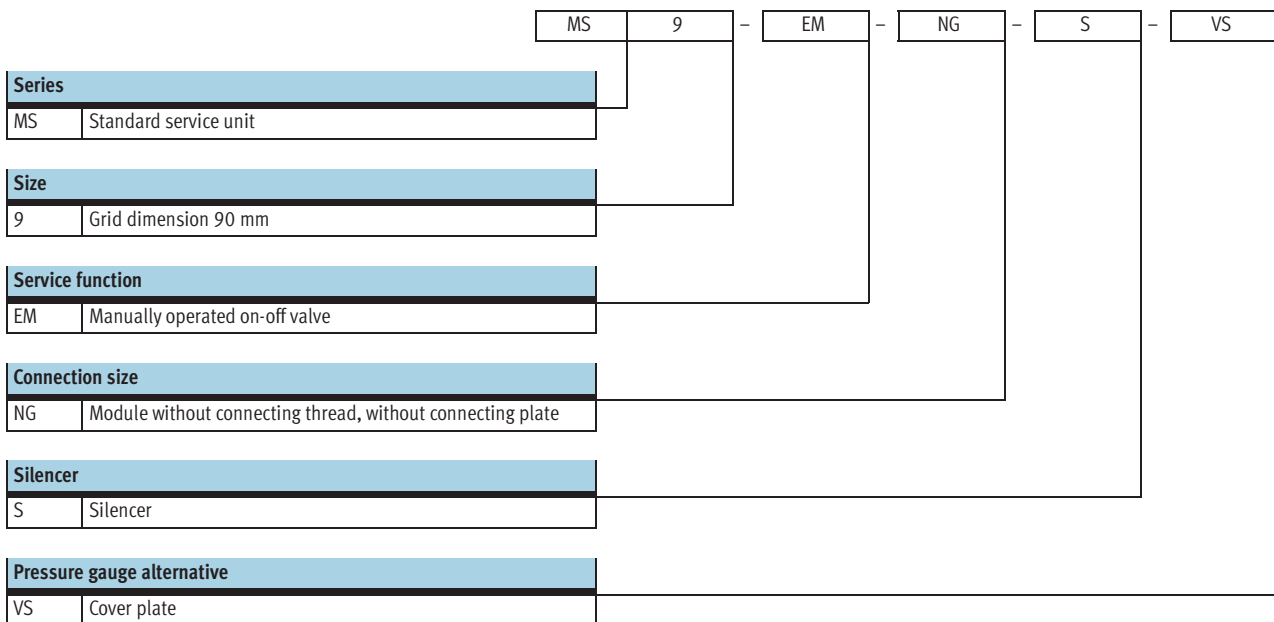 MS 9 – EM – NG – S – VS
Series
MS Standard service unit
Size
9 Grid dimension 90 mm
Service function
EM Manually operated on-off valve
Connection size
NG Module without connecting thread, without connecting plate
Silencer
S Silencer
Pressure gauge alternative
VS Cover plate